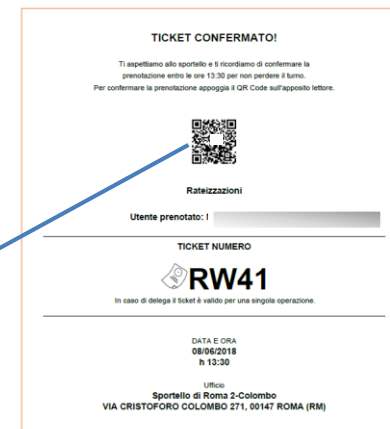 TICKET CONFERMATO!
Ti aspettiamo allo sportello e ti ricordiamo di confermare la
prenotazione entro le ore 13:30 per non perdere il turno.
Per confermare la prenotazione appoggia il QR Code sull'apposito lettore.
Rateizzazioni
Utente prenotato:
TICKET NUMERO
RW41
In caso di delega il ticket è valido per una singola operazione.
DATA E ORA
08/06/2018
h 13:30
Ufficio
Sportello di Roma 2-Colombo
VIA CRISTOFORO COLOMBO 271, 00147 ROMA (RM)